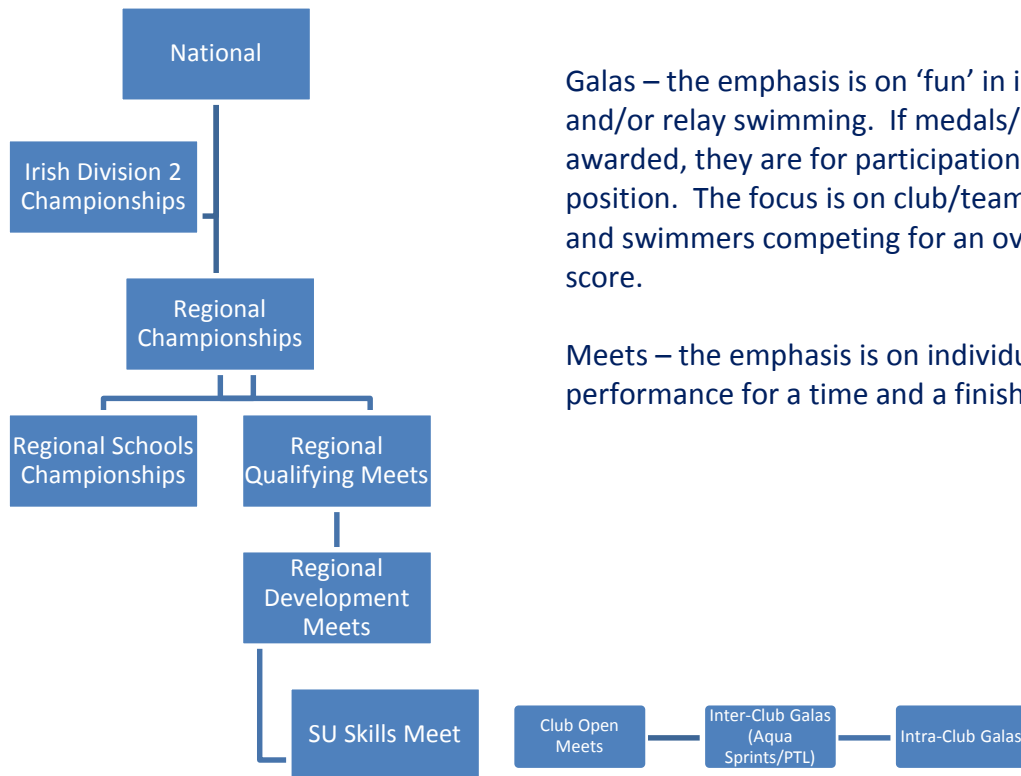 National
Irish Division 2
Championships
Regional
Championships
Regional Schools
Championships
Regional
Qualifying Meets
Regional
Development
Meets
SU Skills Meet
Club Open
Meets
Inter-Club Galas
(Aqua
Sprints/PTL)
Intra-Club Galas
Galas – the emphasis is on ‘fun’ in i
and/or relay swimming.  If medals/
awarded, they are for participation
position.  The focus is on club/team
and swimmers competing for an ov
score.
Meets – the emphasis is on individu
performance for a time and a finish